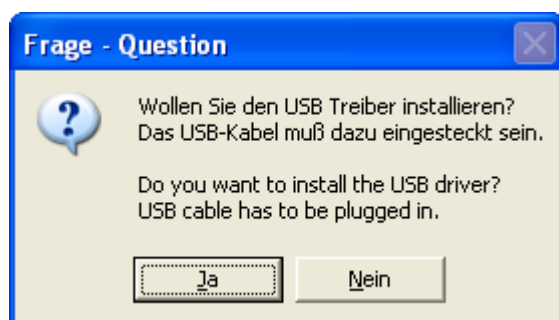 Frage - Question
Wollen Sie den USB Treiber installieren?
Das USB-Kabel muß dazu eingesteckt sein.
Do you want to install the USB driver?
USB cable has to be plugged in.
Ja
Nein